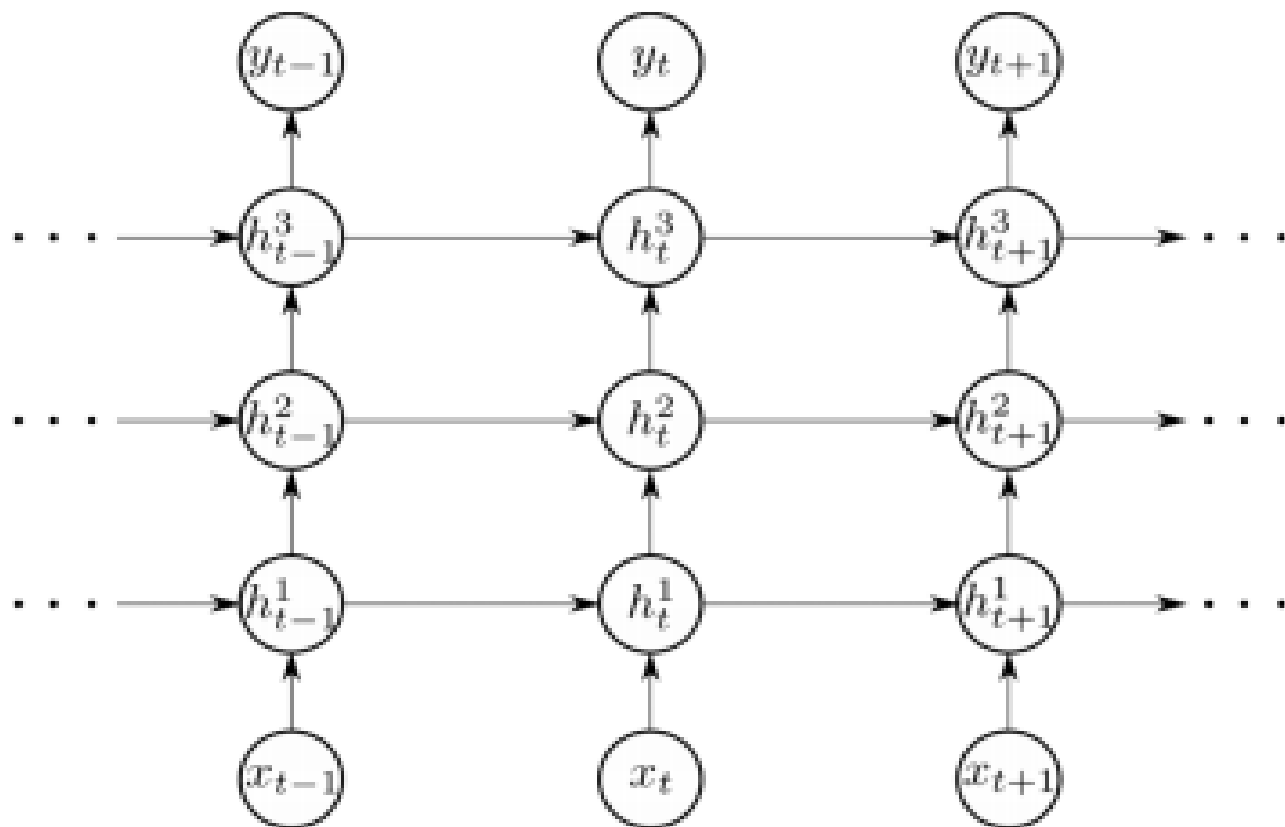 y_{t-1} y_t y_{t+1}
. . . h^3_{t-1} h^3_t h^3_{t+1} . . .
. . . h^2_{t-1} h^2_t h^2_{t+1} . . .
. . . h^1_{t-1} h^1_t h^1_{t+1} . . .
x_{t-1} x_t x_{t+1}